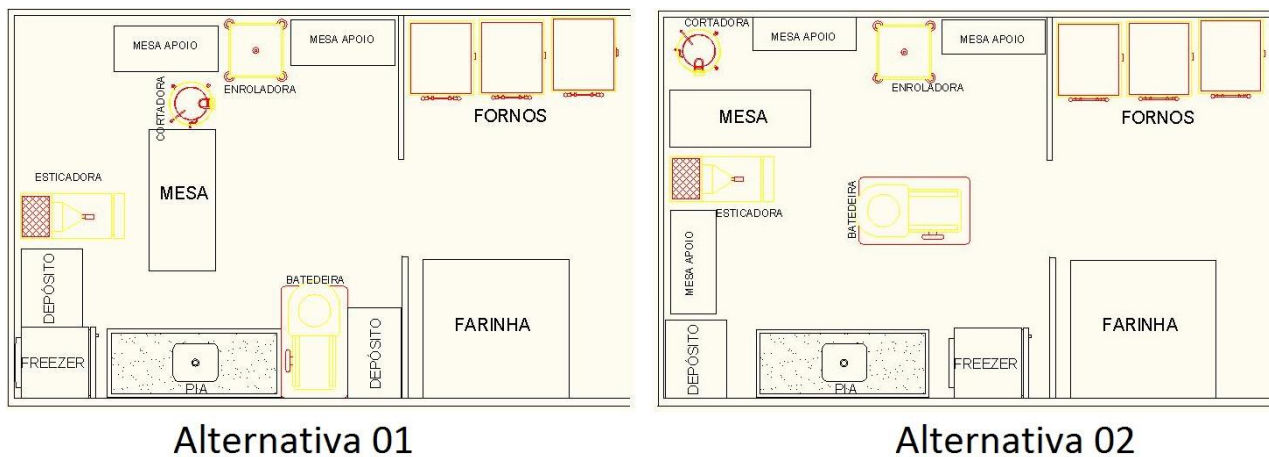 MESA APOIO
MESA APOIO
ENROLADORA
CORTADORA
FORNOS
ESTICADORA
MESA
DEPÓSITO
BATEDEIRA
FREEZER
PIA
DEPÓSITO
FARINHA
Alternativa 01
CORTADORA
MESA APOIO
MESA APOIO
ENROLADORA
FORNOS
MESA
BATEDEIRA
ESTICADORA
MESA APOIO
DEPÓSITO
PIA
FREEZER
FARINHA
Alternativa 02